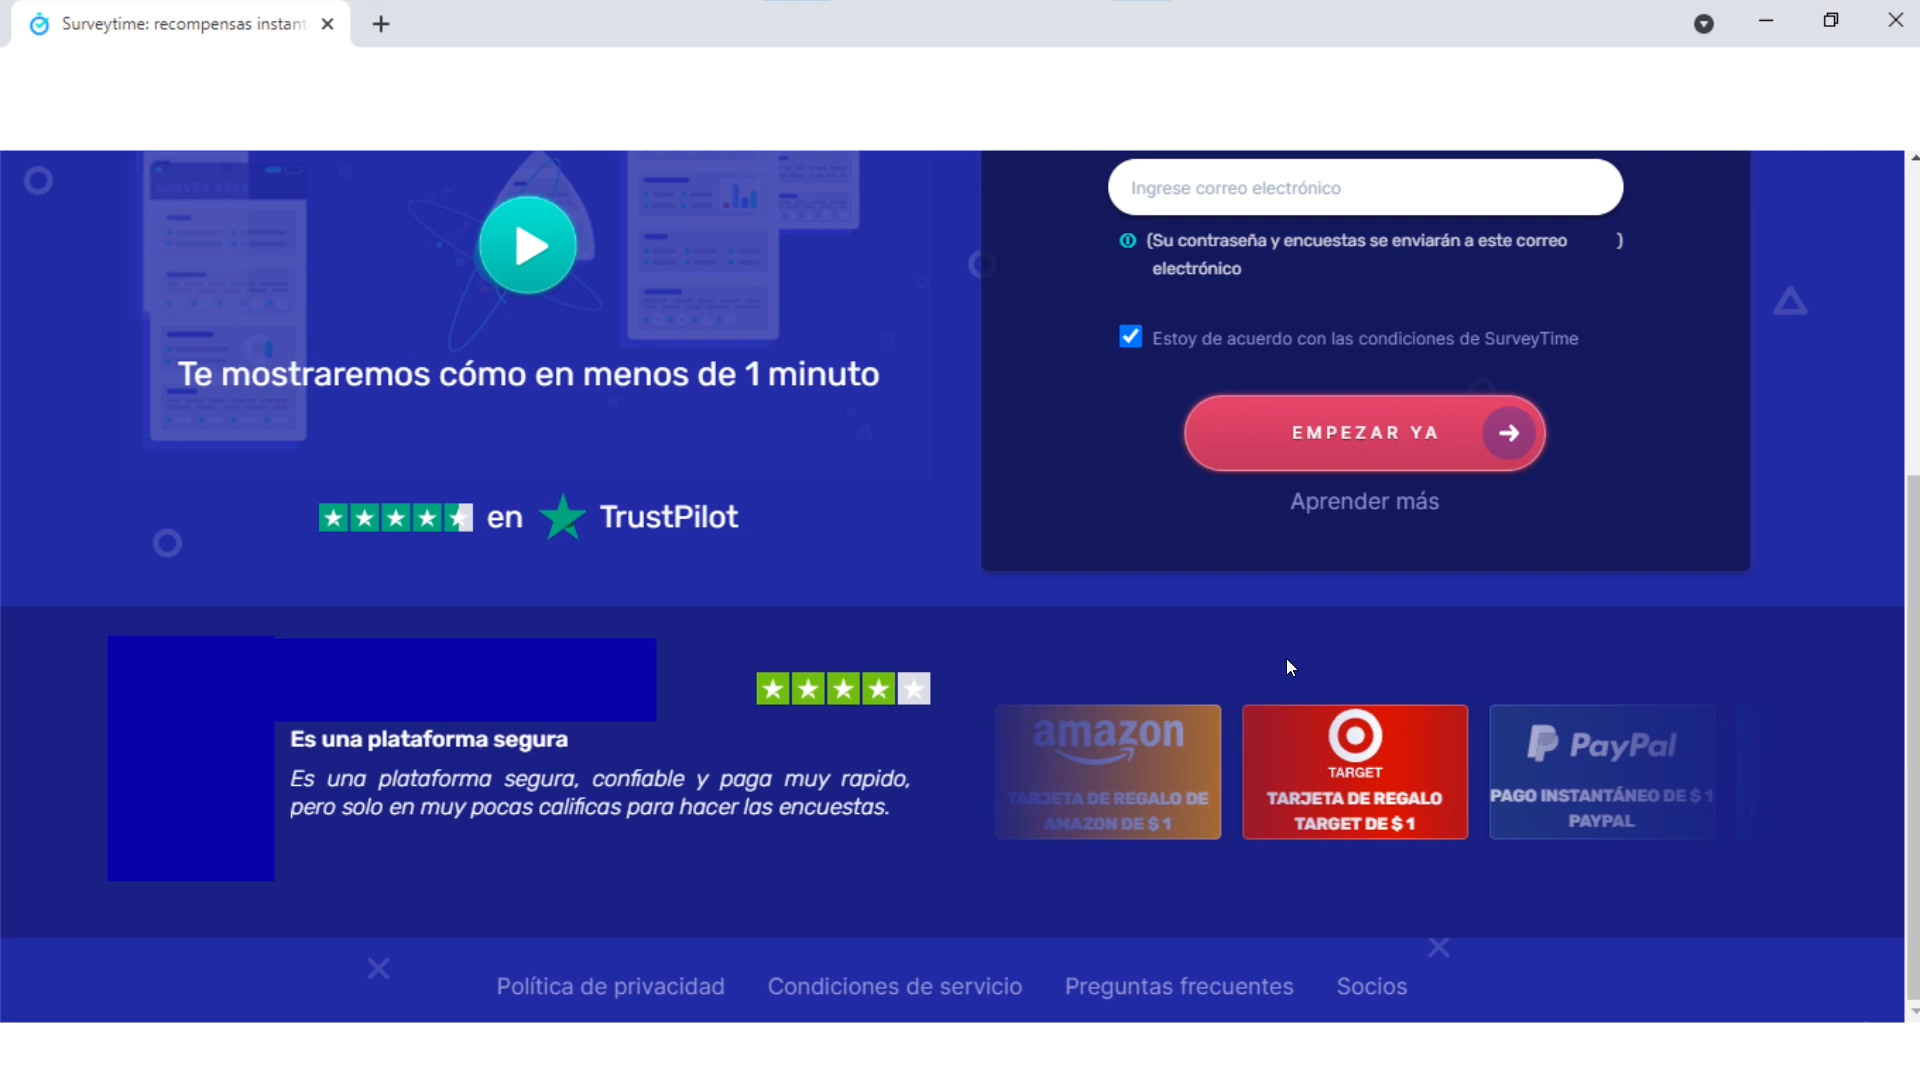 Surveytime: recompensas instant
SURVEY #822
Ingrese correo electrónico
(Su contraseña y encuestas se enviarán a este correo )
electrónico
Estoy de acuerdo con las condiciones de SurveyTime
Te mostraremos cómo en menos de 1 minuto
EMPEZAR YA
Aprender más
en TrustPilot
Es una plataforma segura
Es una plataforma segura, confiable y paga muy rapido,
pero solo en muy pocas calificas para hacer las encuestas.
amazon
TARJETA DE REGALO DE
AMAZON DE $ 1
TARGET
TARJETA DE REGALO
TARGET DE $ 1
PayPal
PAGO INSTANTÁNEO DE $ 1
PAYPAL
Política de privacidad
Condiciones de servicio
Preguntas frecuentes
Socios